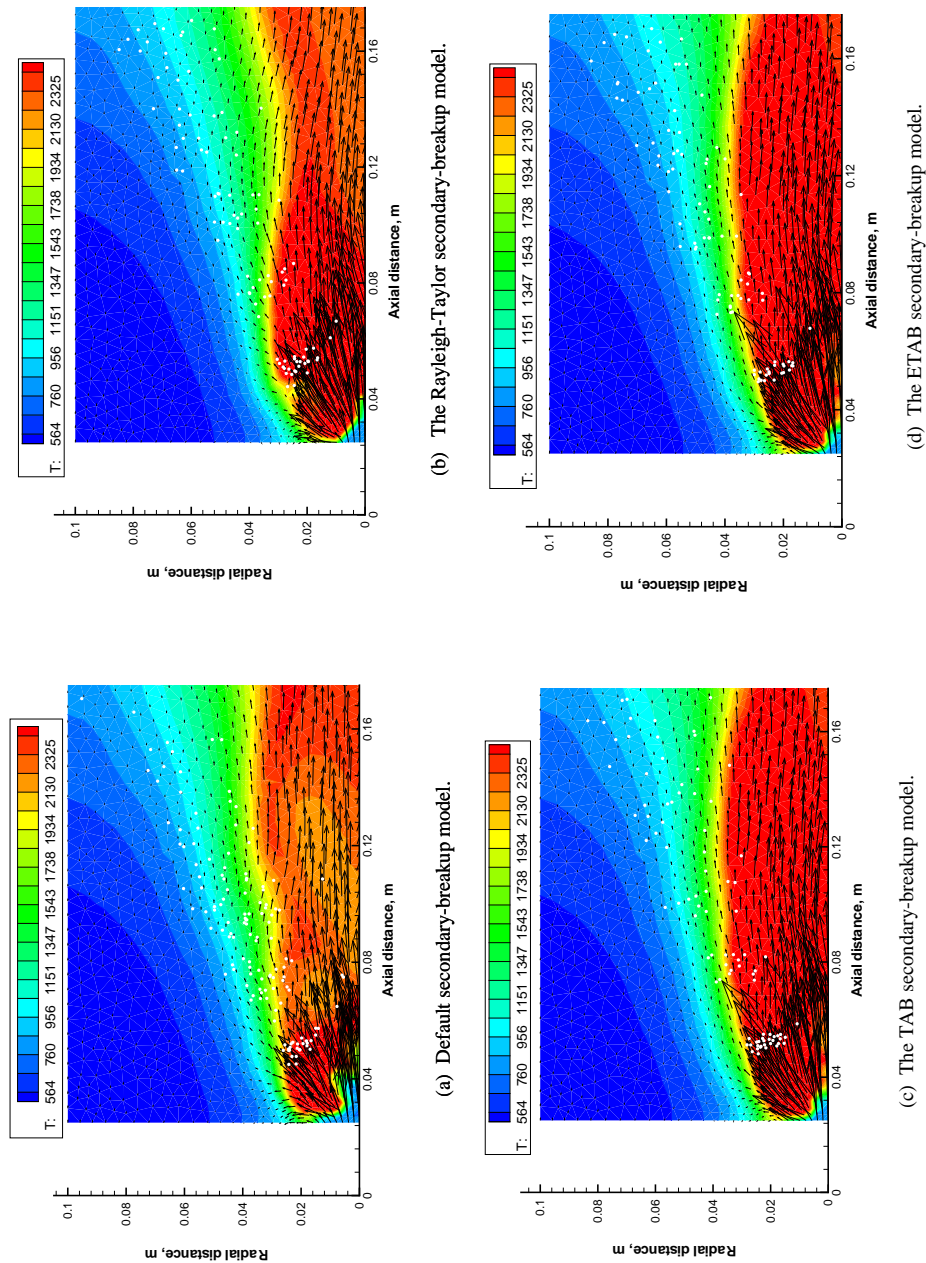 T: 564 760 956 1151 1347 1543 1738 1934 2130 2325
0.1
0.08
0.06
0.04
0.02
0
Radial distance, m
0 0.04 0.08 0.12 0.16
Axial distance, m
(a) Default secondary-breakup model.
T: 564 760 956 1151 1347 1543 1738 1934 2130 2325
0.1
0.08
0.06
0.04
0.02
0
Radial distance, m
0 0.04 0.08 0.12 0.16
Axial distance, m
(b) The Rayleigh-Taylor secondary-breakup model.
T: 564 760 956 1151 1347 1543 1738 1934 2130 2325
0.1
0.08
0.06
0.04
0.02
0
Radial distance, m
0 0.04 0.08 0.12 0.16
Axial distance, m
(c) The TAB secondary-breakup model.
T: 564 760 956 1151 1347 1543 1738 1934 2130 2325
0.1
0.08
0.06
0.04
0.02
0
Radial distance, m
0 0.04 0.08 0.12 0.16
Axial distance, m
(d) The ETAB secondary-breakup model.